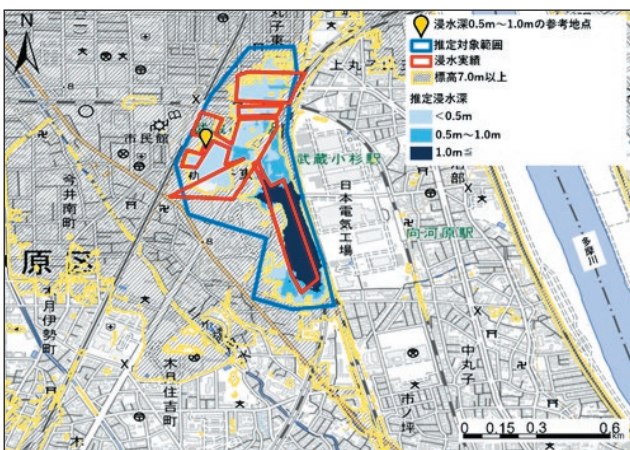 N
浸水深0.5m～1.0mの参考地点
推定対象範囲
浸水実績
標高7.0m以上
推定浸水深
<0.5m
0.5m～1.0m
1.0m≦
丸子東
市民館
武蔵小杉駅
日本電気工場
向河原駅
多摩川
今井南町
原区
月伊勢町
木月住吉町
中丸子
市ノ坪
木
0 0.15 0.3 0.6
km